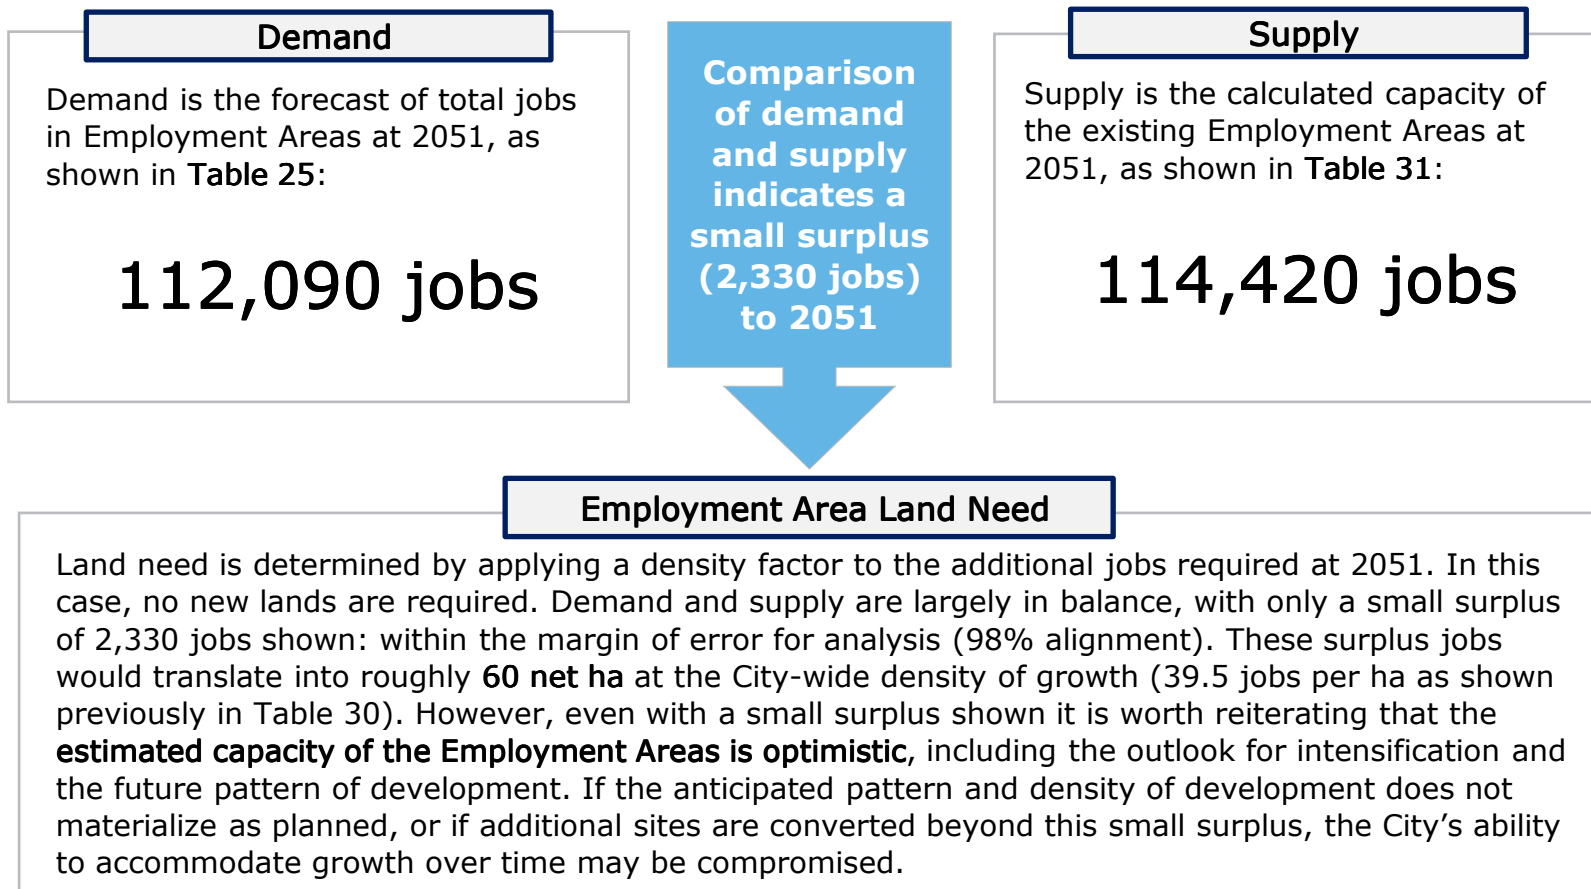 Demand
Demand is the forecast of total jobs
in Employment Areas at 2051, as
shown in Table 25:
112,090 jobs
Comparison
of demand
and supply
indicates a
small surplus
(2,330 jobs)
to 2051
Supply
Supply is the calculated capacity of
the existing Employment Areas at
2051, as shown in Table 31:
114,420 jobs
Employment Area Land Need
Land need is determined by applying a density factor to the additional jobs required at 2051. In this
case, no new lands are required. Demand and supply are largely in balance, with only a small surplus
of 2,330 jobs shown: within the margin of error for analysis (98% alignment). These surplus jobs
would translate into roughly 60 net ha at the City-wide density of growth (39.5 jobs per ha as shown
previously in Table 30). However, even with a small surplus shown it is worth reiterating that the
estimated capacity of the Employment Areas is optimistic, including the outlook for intensification and
the future pattern of development. If the anticipated pattern and density of development does not
materialize as planned, or if additional sites are converted beyond this small surplus, the City’s ability
to accommodate growth over time may be compromised.